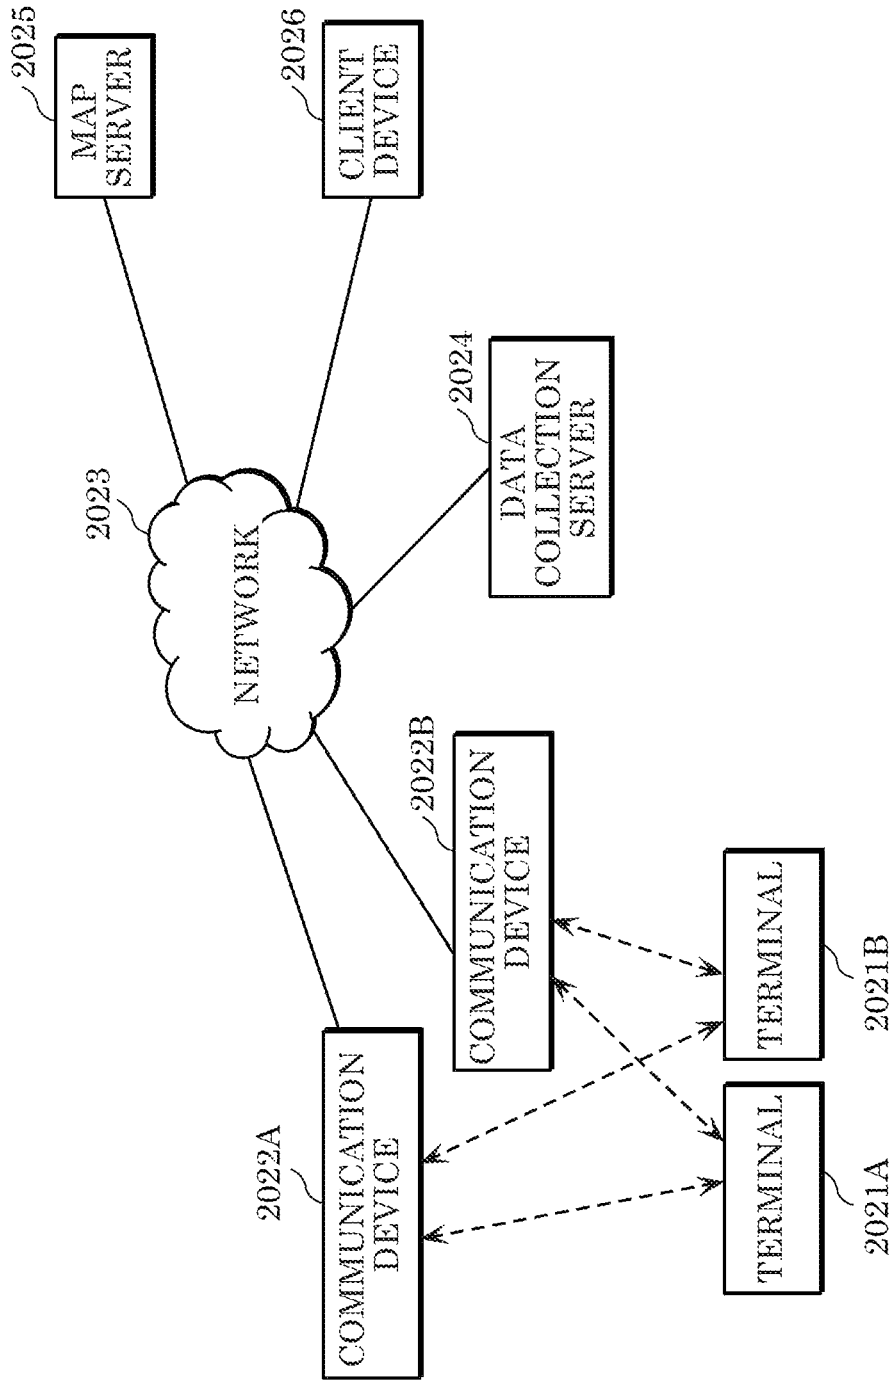 2025
MAP
SERVER
2026
CLIENT
DEVICE
2023
NETWORK
2024
DATA
COLLECTION
SERVER
2022A
COMMUNICATION
DEVICE
2022B
COMMUNICATION
DEVICE
TERMINAL
2021A
TERMINAL
2021B